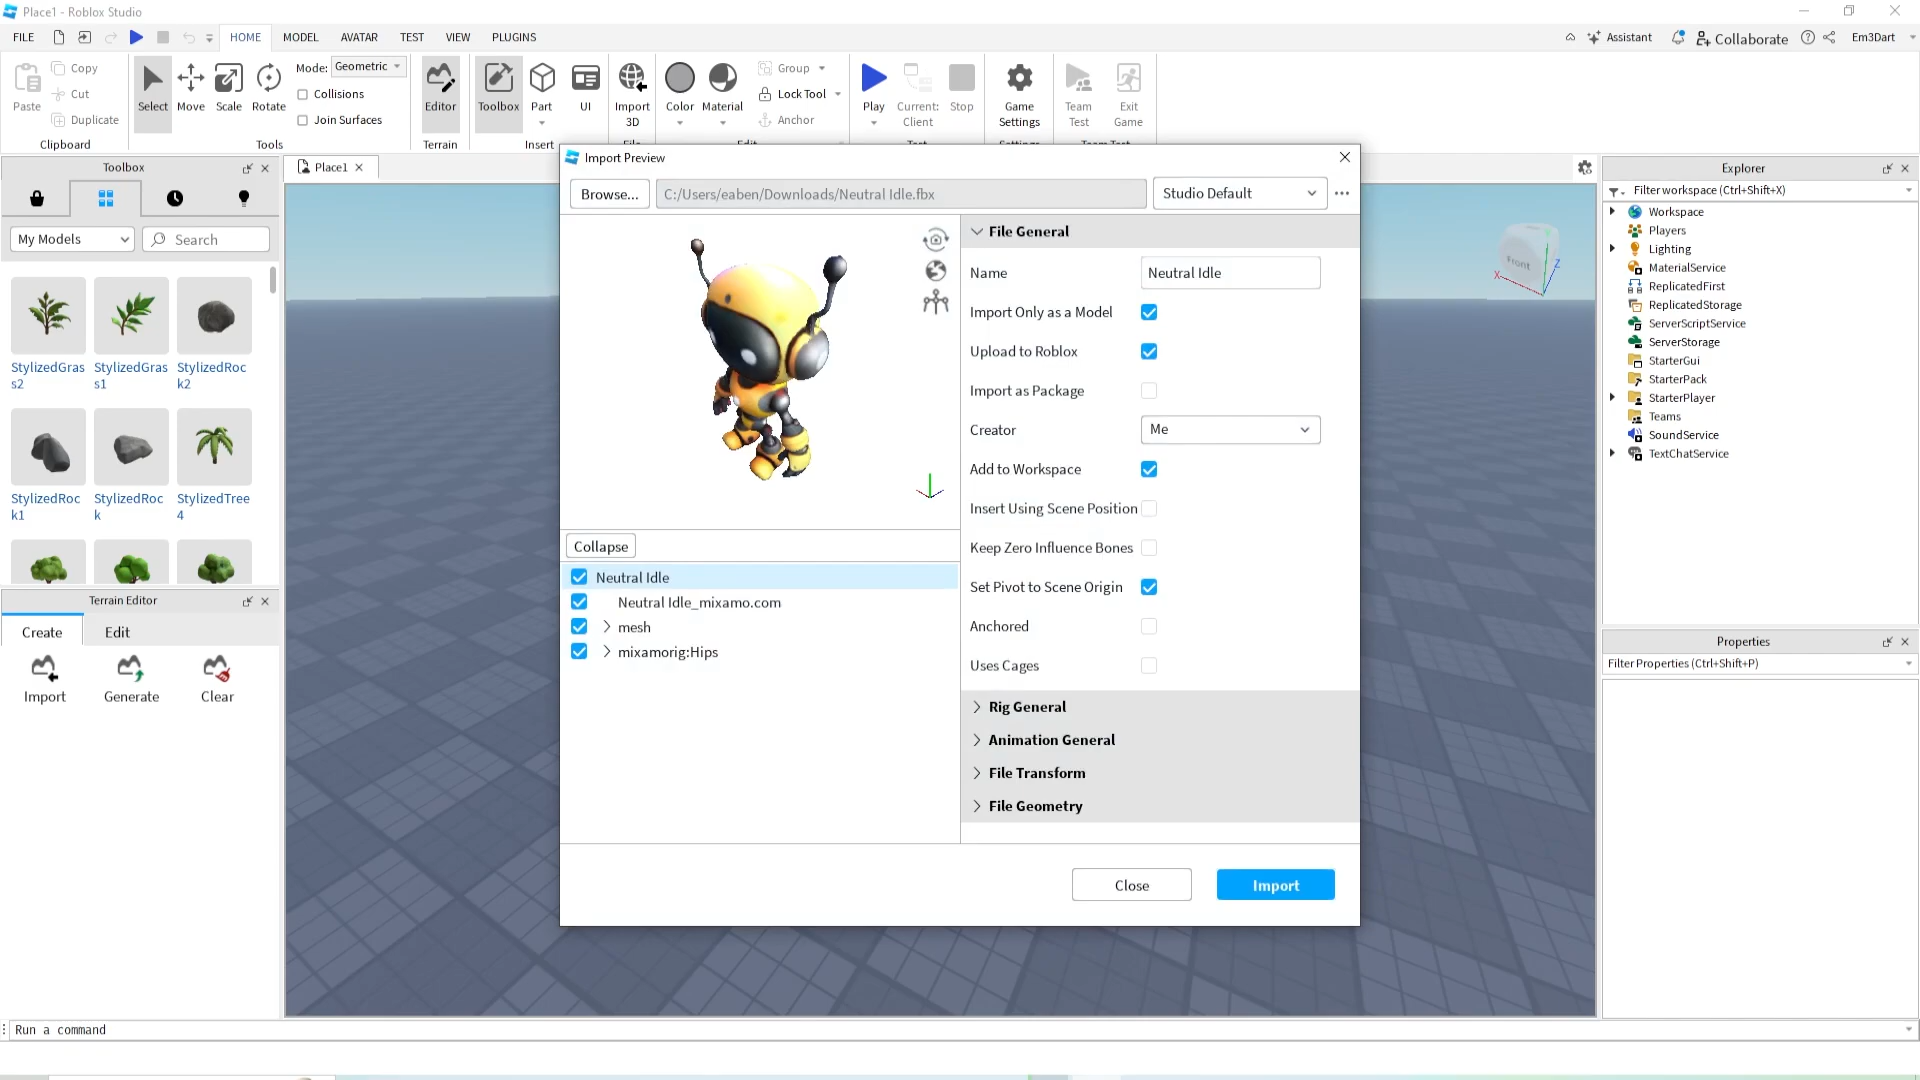 Place1 - Roblox Studio
FILE HOME MODEL AVATAR TEST VIEW PLUGINS Assistant Collaborate Em3Dart
Paste Copy Cut Duplicate
Clipboard
Select Move Scale Rotate
Mode: Geometric
Collisions
Join Surfaces
Tools
Editor
Terrain
Toolbox Part UI
Insert
Import 3D
File
Color Material Group Lock Tool Anchor
Edit
Play Current: Client Stop
Test
Game Settings
Settings
Team Test Exit Game
Team Test
Toolbox
My Models Search
StylizedGrass2
StylizedGrass1
StylizedRock2
StylizedRock1
StylizedRock
StylizedTree4
Terrain Editor
Create Edit
Import Generate Clear
Place1
Front
X
Z
Import Preview
Browse... C:/Users/eaben/Downloads/Neutral Idle.fbx Studio Default
Collapse
Neutral Idle
Neutral Idle_mixamo.com
mesh
mixamorig:Hips
File General
Name Neutral Idle
Import Only as a Model
Upload to Roblox
Import as Package
Creator Me
Add to Workspace
Insert Using Scene Position
Keep Zero Influence Bones
Set Pivot to Scene Origin
Anchored
Uses Cages
Rig General
Animation General
File Transform
File Geometry
Close Import
Explorer
Filter workspace (Ctrl+Shift+X)
Workspace
Players
Lighting
MaterialService
ReplicatedFirst
ReplicatedStorage
ServerScriptService
ServerStorage
StarterGui
StarterPack
StarterPlayer
Teams
SoundService
TextChatService
Properties
Filter Properties (Ctrl+Shift+P)
Run a command